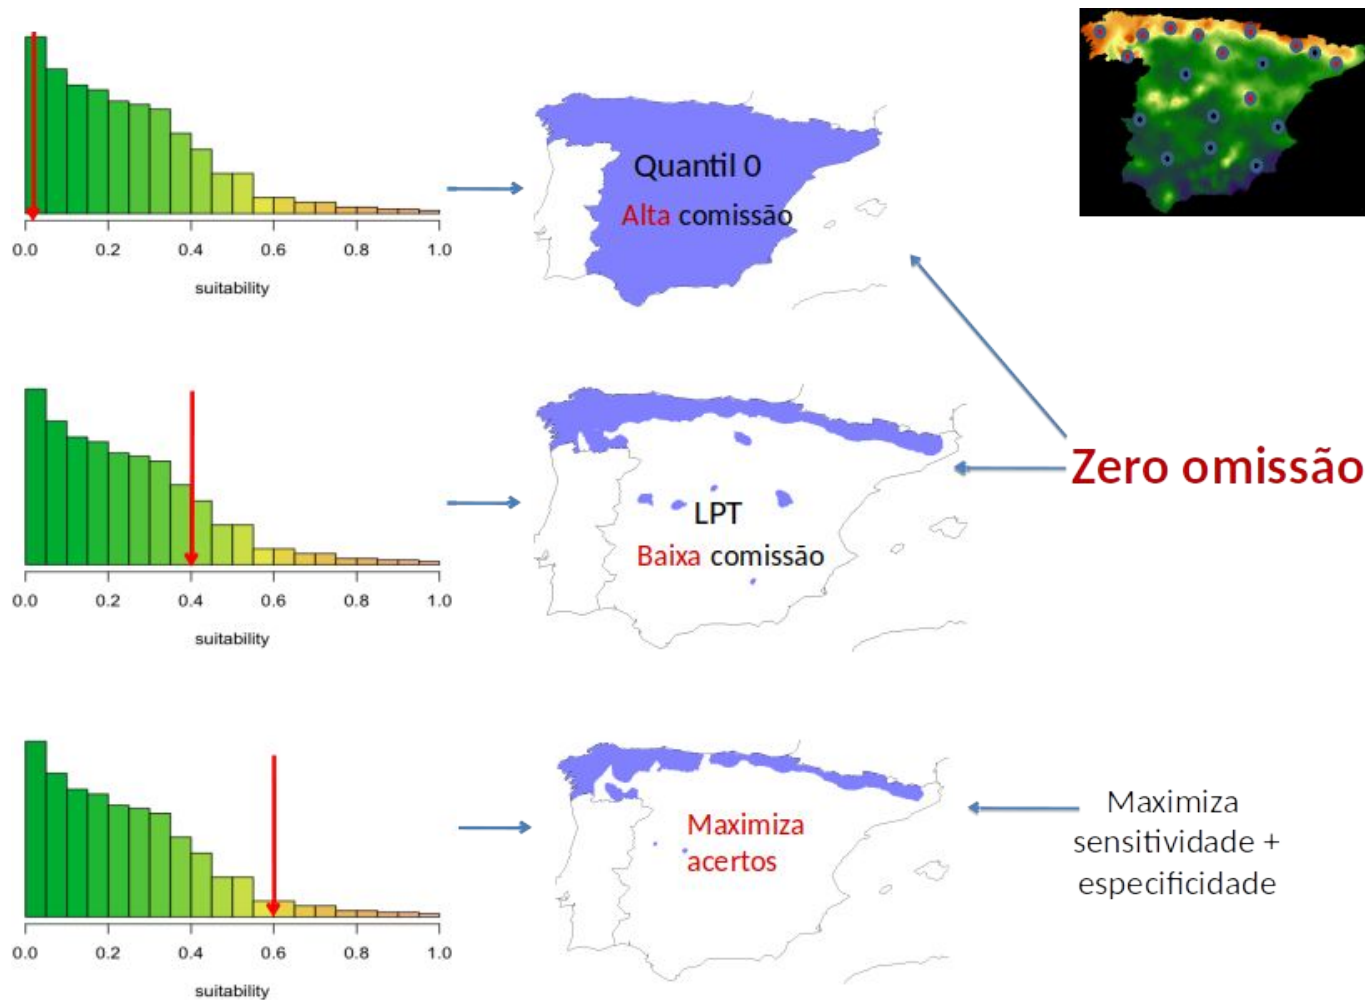 0.0 0.2 0.4 0.6 0.8 1.0
suitability
Quantil 0
Alta comissão
0.0 0.2 0.4 0.6 0.8 1.0
suitability
LPT
Baixa comissão
Zero omissão
0.0 0.2 0.4 0.6 0.8 1.0
suitability
Maximiza
acertos
Maximiza
sensitividade +
especificidade